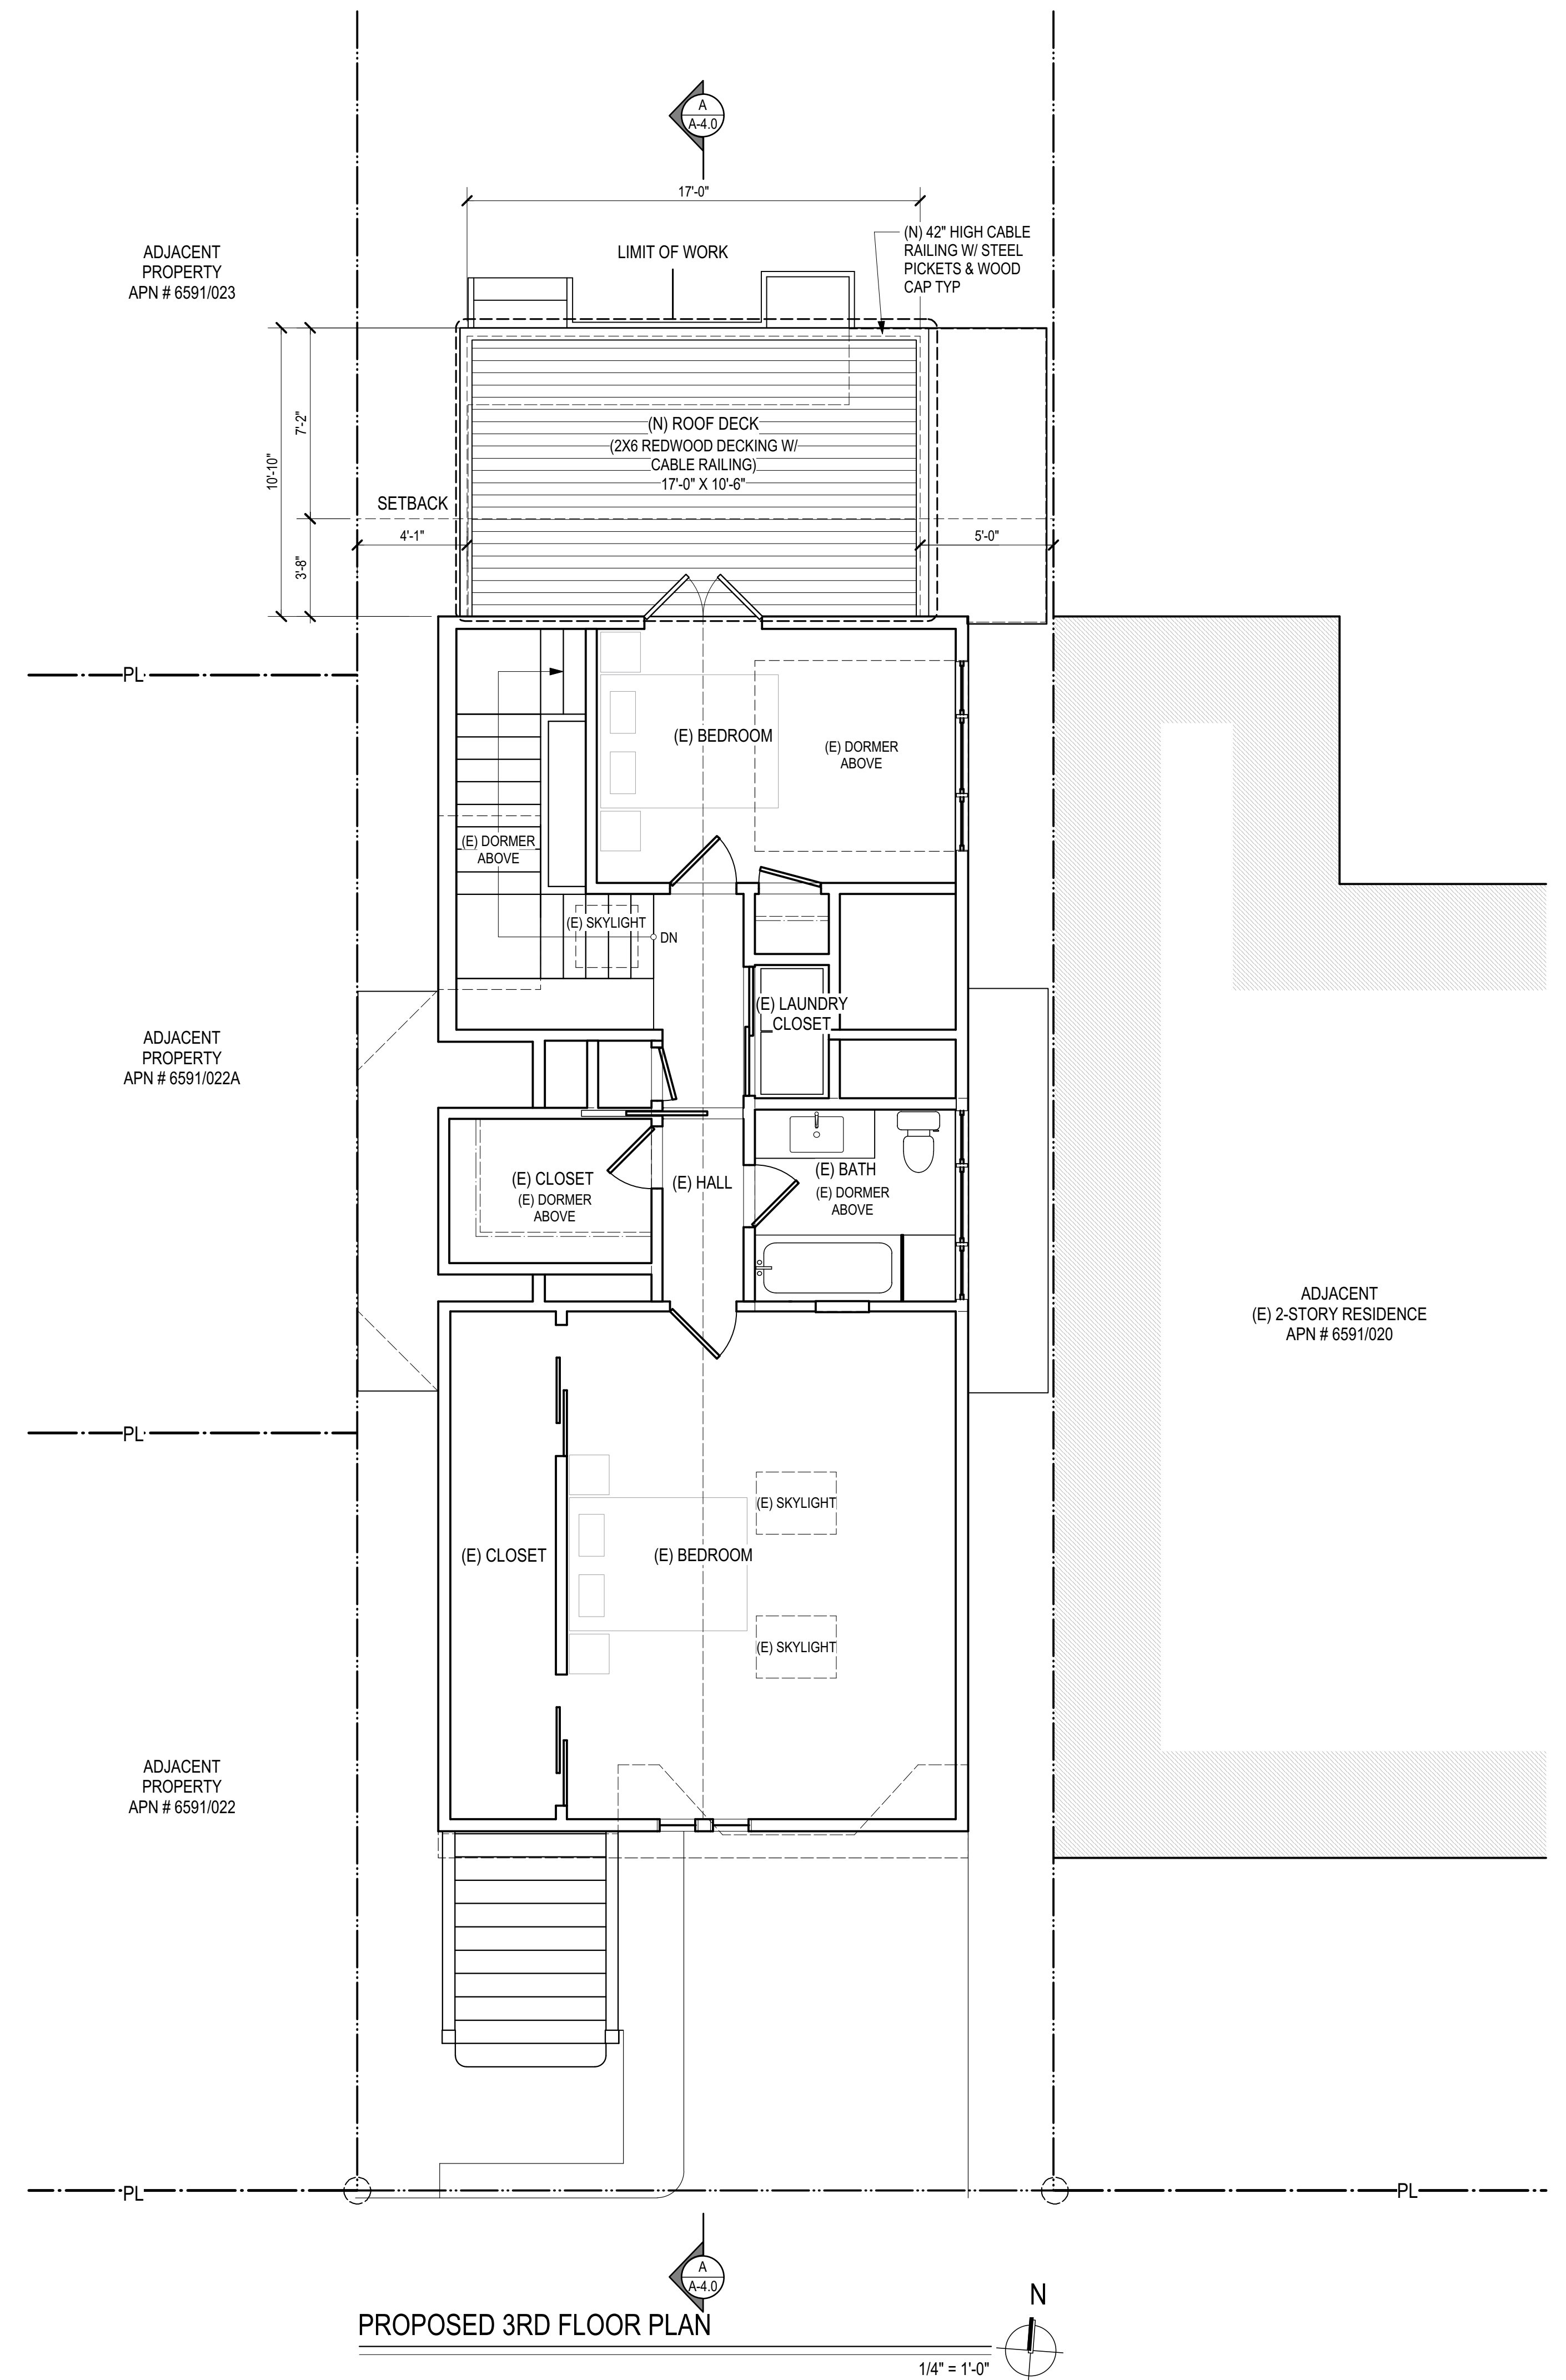 A
A-4.0
17'-0"
ADJACENT
PROPERTY
APN # 6591/023
LIMIT OF WORK
(N) 42" HIGH CABLE
RAILING W/ STEEL
PICKETS & WOOD
CAP TYP
10'-10"
7'-2"
3'-8"
(N) ROOF DECK
(2X6 REDWOOD DECKING W/
CABLE RAILING)
17'-0" X 10'-6"
SETBACK
4'-1"
5'-0"
PL
(E) BEDROOM
(E) DORMER
ABOVE
(E) DORMER
ABOVE
(E) SKYLIGHT
DN
(E) LAUNDRY
CLOSET
ADJACENT
PROPERTY
APN # 6591/022A
(E) CLOSET
(E) DORMER
ABOVE
(E) HALL
(E) BATH
(E) DORMER
ABOVE
ADJACENT
(E) 2-STORY RESIDENCE
APN # 6591/020
PL
(E) SKYLIGHT
(E) CLOSET
(E) BEDROOM
(E) SKYLIGHT
ADJACENT
PROPERTY
APN # 6591/022
PL
PL
A
A-4.0
PROPOSED 3RD FLOOR PLAN
N
1/4" = 1'-0"